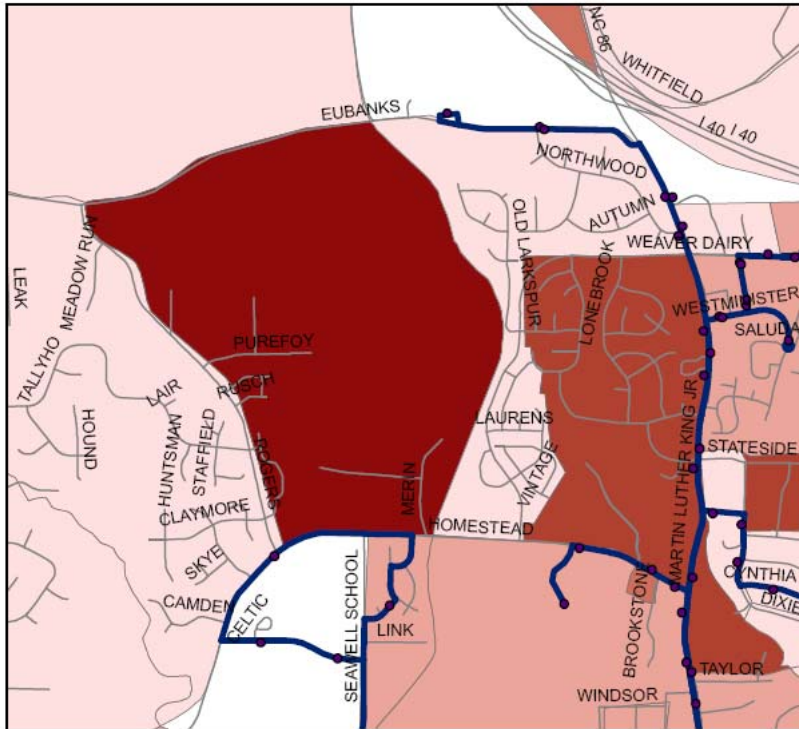 NC 86
WHITFIELD
EUBANKS
I 40 I 40
NORTHWOOD
AUTUMN
OLD LARKSPUR
WEAVER DAIRY
MEADOW RUN
LEAK
LONEBROOK
WESTMINISTER
SALUDA
PUREFOY
TALLYHO
LAIR
RUSCH
MARTIN LUTHER KING JR
HOUND
HUNTSMAN
STAFFIELD
LAURENS
ROGERS
STATESIDE
VINTAGE
MERIN
CLAYMORE
HOMESTEAD
SKYE
CYNTHIA
DIXIE
CAMDEN
CELTIC
SEAWELL SCHOOL
BROOKSTONE
LINK
TAYLOR
WINDSOR